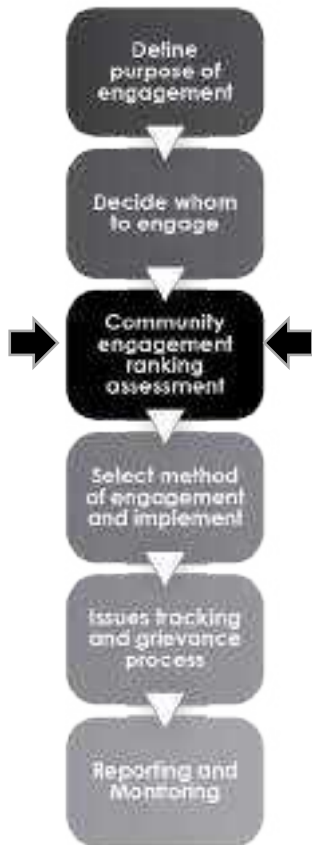 Define
purpose of
engagement
Decide whom
to engage
Community
engagement
ranking
assessment
Select method
of engagement
and implement
Issues tracking
and grievance
process
Reporting and
Monitoring